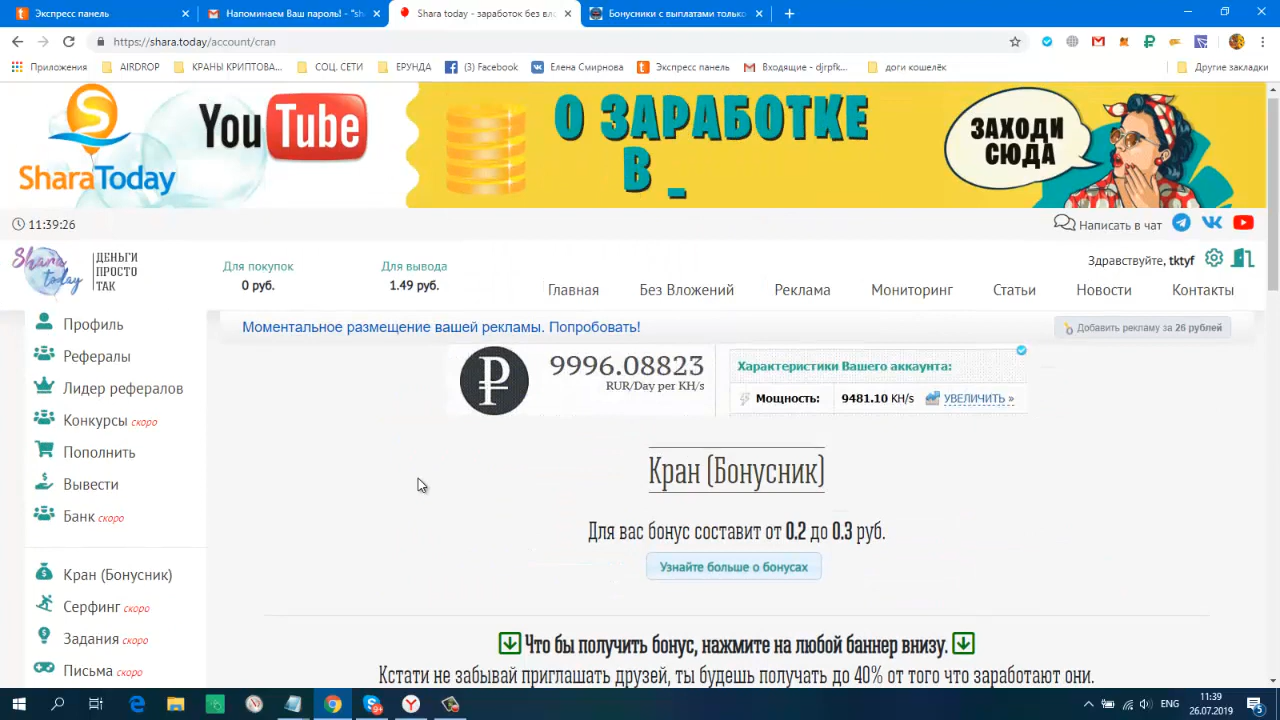 Экспресс панель
Напоминаем Ваш пароль! - "sh
Shara today - заработок без вл
Бонусники с выплатами только
https://shara.today/account/cran
Приложения
AIRDROP
КРАНЫ КРИПТОВА...
СОЦ. СЕТИ
ЕРУНДА
(3) Facebook
Елена Смирнова
Экспресс панель
Входящие - djrpfk...
доги кошелёк
Другие закладки
SharaToday
YouTube
О ЗАРАБОТКЕ
В _
ЗАХОДИ
СЮДА
11:39:26
Написать в чат
Shara today
ДЕНЬГИ
ПРОСТО
ТАК
Для покупок
0 руб.
Для вывода
1.49 руб.
Здравствуйте, tktyf
Главная
Без Вложений
Реклама
Мониторинг
Статьи
Новости
Контакты
Моментальное размещение вашей рекламы. Попробовать!
Добавить рекламу за 26 рублей
Профиль
Рефералы
Лидер рефералов
Конкурсы скоро
Пополнить
Вывести
Банк скоро
Кран (Бонусник)
Серфинг скоро
Задания скоро
Письма скоро
9996.08823
RUR/Day per KH/s
Характеристики Вашего аккаунта:
Мощность:
9481.10 KH/s
УВЕЛИЧИТЬ »
Кран (Бонусник)
Для вас бонус составит от 0.2 до 0.3 руб.
Узнайте больше о бонусах
Что бы получить бонус, нажмите на любой баннер внизу.
Кстати не забывай приглашать друзей, ты будешь получать до 40% от того что заработали они.
ENG
11:39
26.07.2019